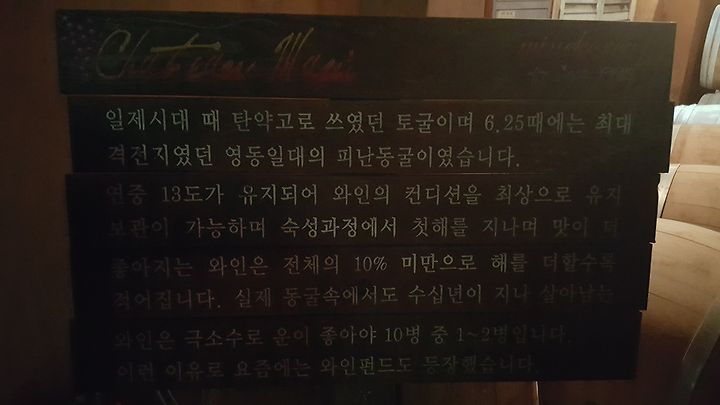 Chateau Mani
일제시대 때 탄약고로 쓰였던 토굴이며 6.25때에는 최대
격전지였던 영동일대의 피난동굴이였습니다.
연중 13도가 유지되어 와인의 컨디션을 최상으로 유지
보관이 가능하며 숙성과정에서 첫해를 지나며 맛이 더
좋아지는 와인은 전체의 10% 미만으로 해를 더할수록
적어집니다. 실제 동굴속에서도 수십년이 지나 살아남는
와인은 극소수로 운이 좋아야 10병 중 1~2병입니다.
이런 이유로 요즘에는 와인펀드도 등장했습니다.